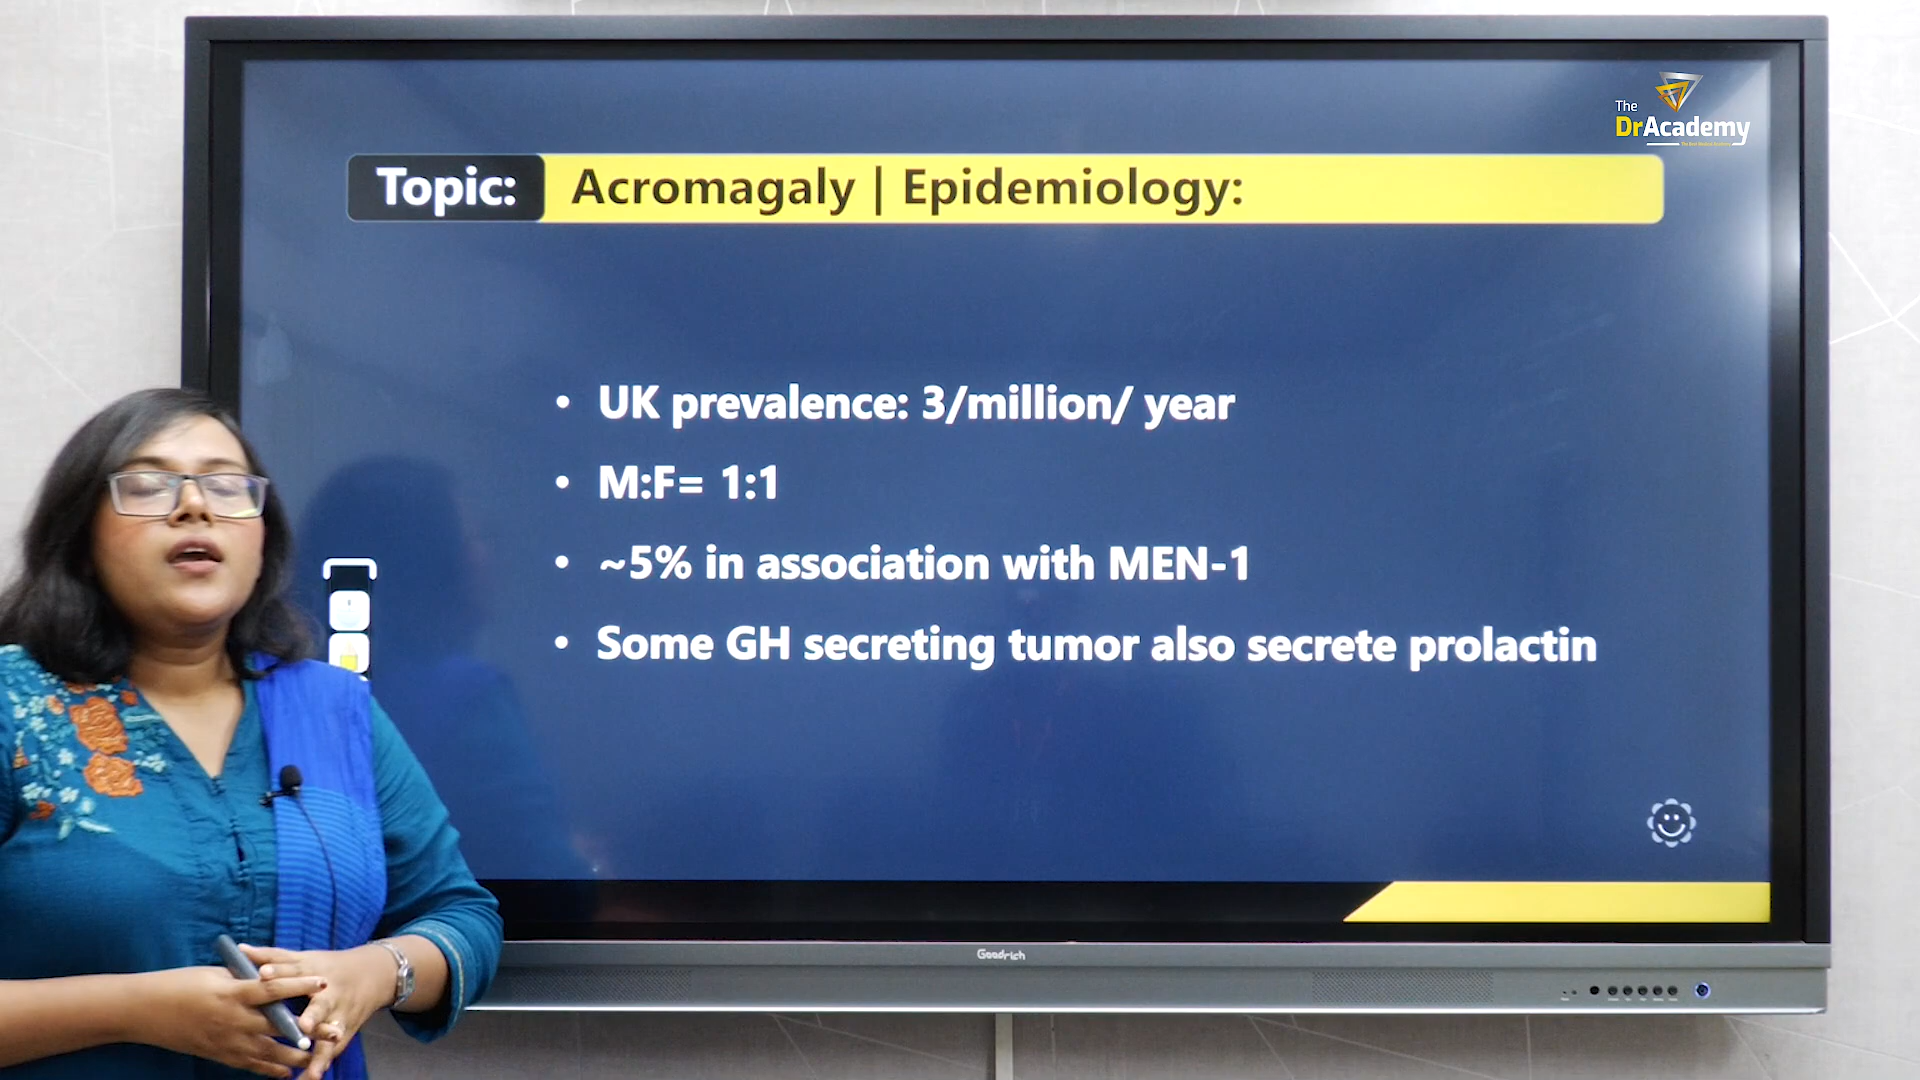 The
DrAcademy
Topic: Acromagaly | Epidemiology:
• UK prevalence: 3/million/ year
• M:F= 1:1
• ~5% in association with MEN-1
• Some GH secreting tumor also secrete prolactin
Goodrich